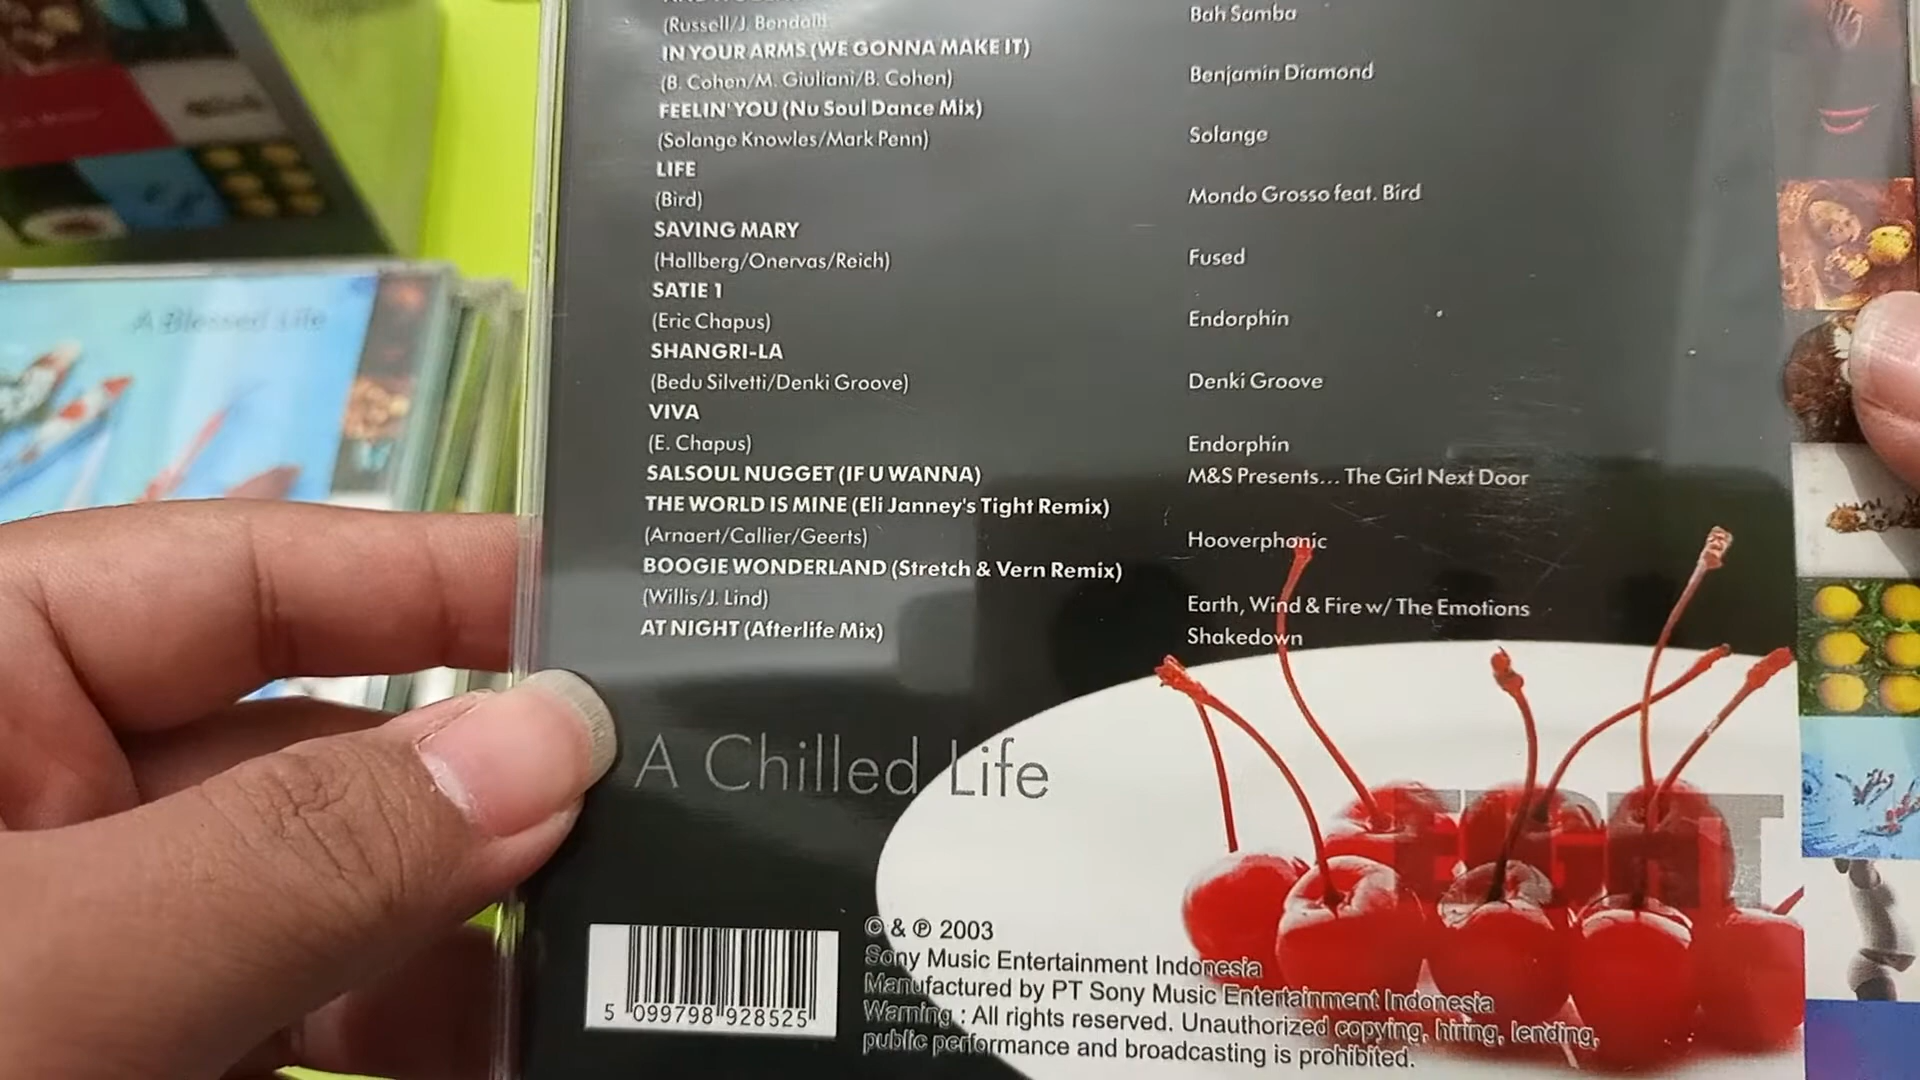 (Russell/J. Bendall)
Bah Samba
IN YOUR ARMS (WE GONNA MAKE IT)
(B. Cohen/M. Giuliani/B. Cohen)
Benjamin Diamond
FEELIN' YOU (Nu Soul Dance Mix)
(Solange Knowles/Mark Penn)
Solange
LIFE
(Bird)
Mondo Grosso feat. Bird
SAVING MARY
(Hallberg/Onervas/Reich)
Fused
SATIE 1
(Eric Chapus)
Endorphin
SHANGRI-LA
(Bedu Silvetti/Denki Groove)
Denki Groove
VIVA
(E. Chapus)
Endorphin
SALSOUL NUGGET (IF U WANNA)
M&S Presents... The Girl Next Door
THE WORLD IS MINE (Eli Janney's Tight Remix)
(Arnaert/Callier/Geerts)
Hooverphonic
BOOGIE WONDERLAND (Stretch & Vern Remix)
(Willis/J. Lind)
Earth, Wind & Fire w/ The Emotions
AT NIGHT (Afterlife Mix)
Shakedown
A Blessed Life
A Chilled Life
5 099798 928525
© & ℗ 2003
Sony Music Entertainment Indonesia
Manufactured by PT Sony Music Entertainment Indonesia
Warning : All rights reserved. Unauthorized copying, hiring, lending,
public performance and broadcasting is prohibited.